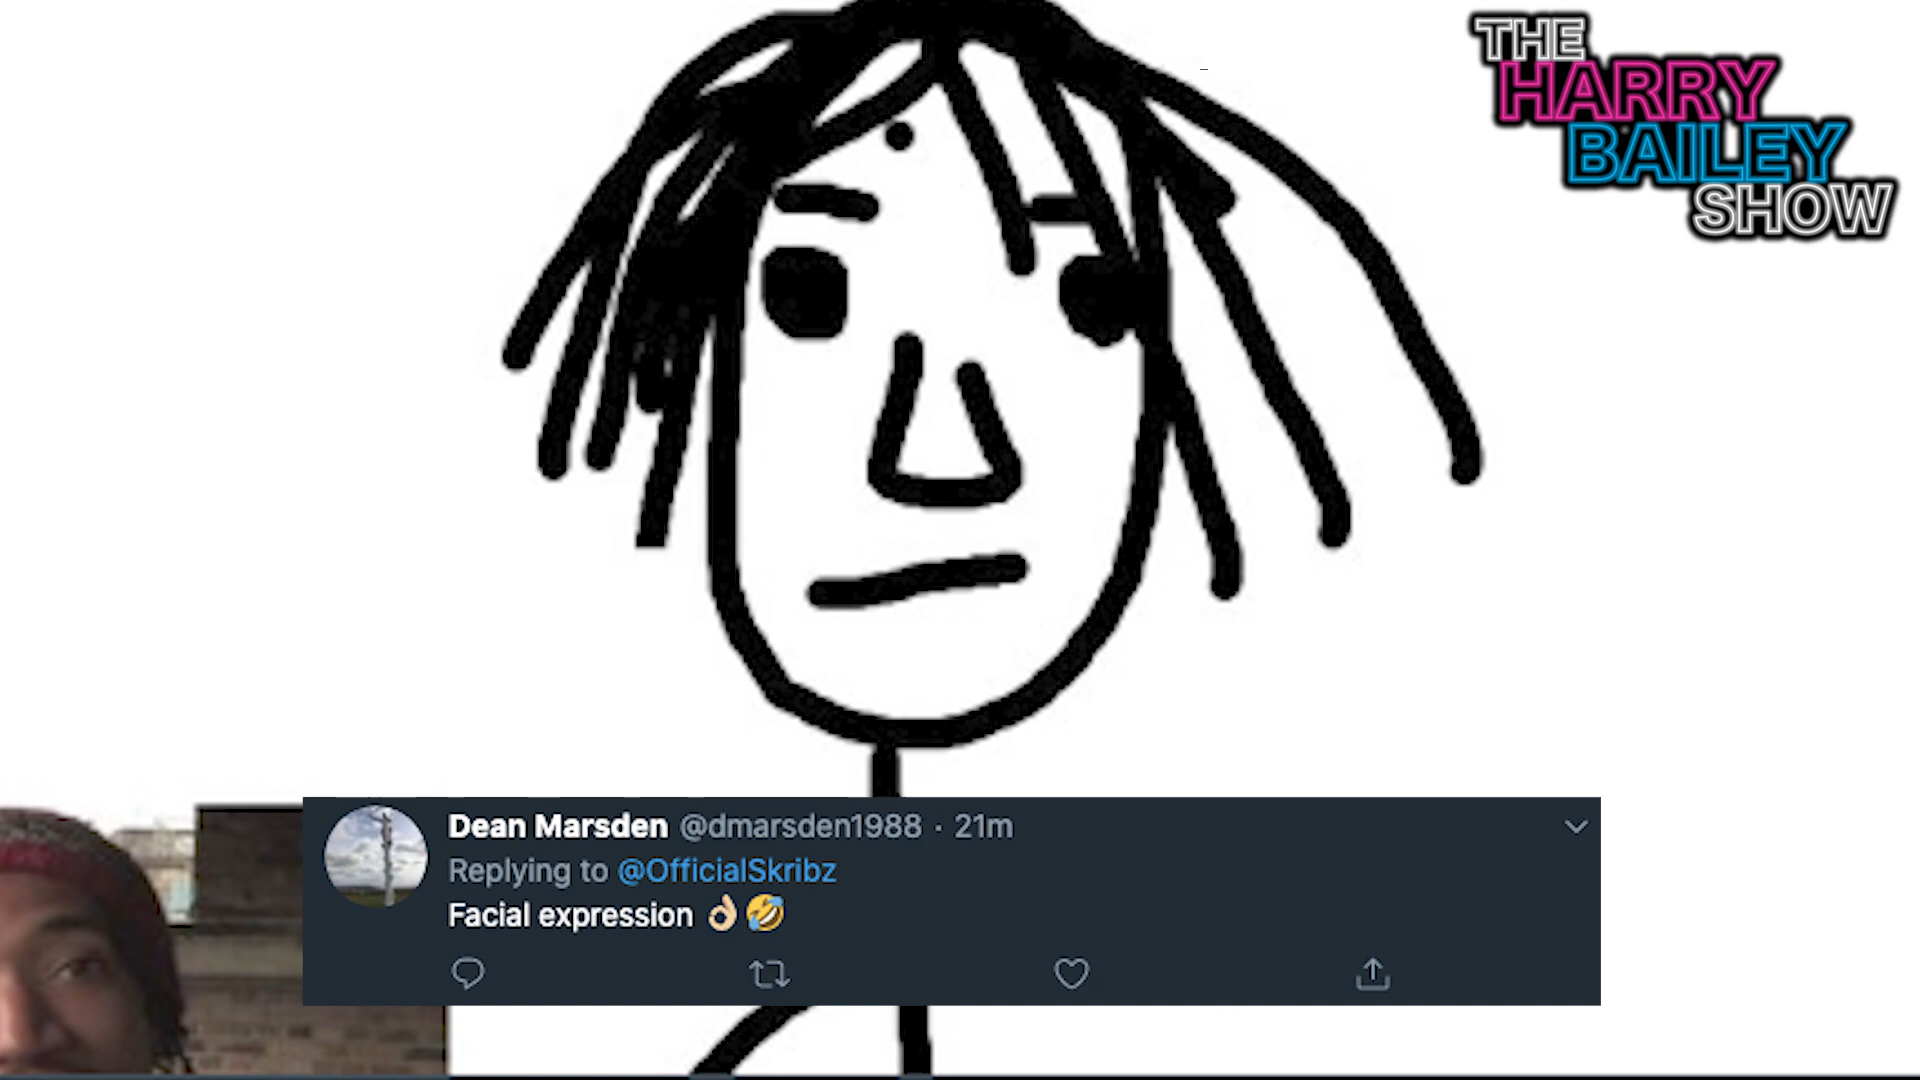 THE
HARRY
BAILEY
SHOW
Dean Marsden @dmarsden1988 · 21m
Replying to @OfficialSkribz
Facial expression 👌🏼🤣